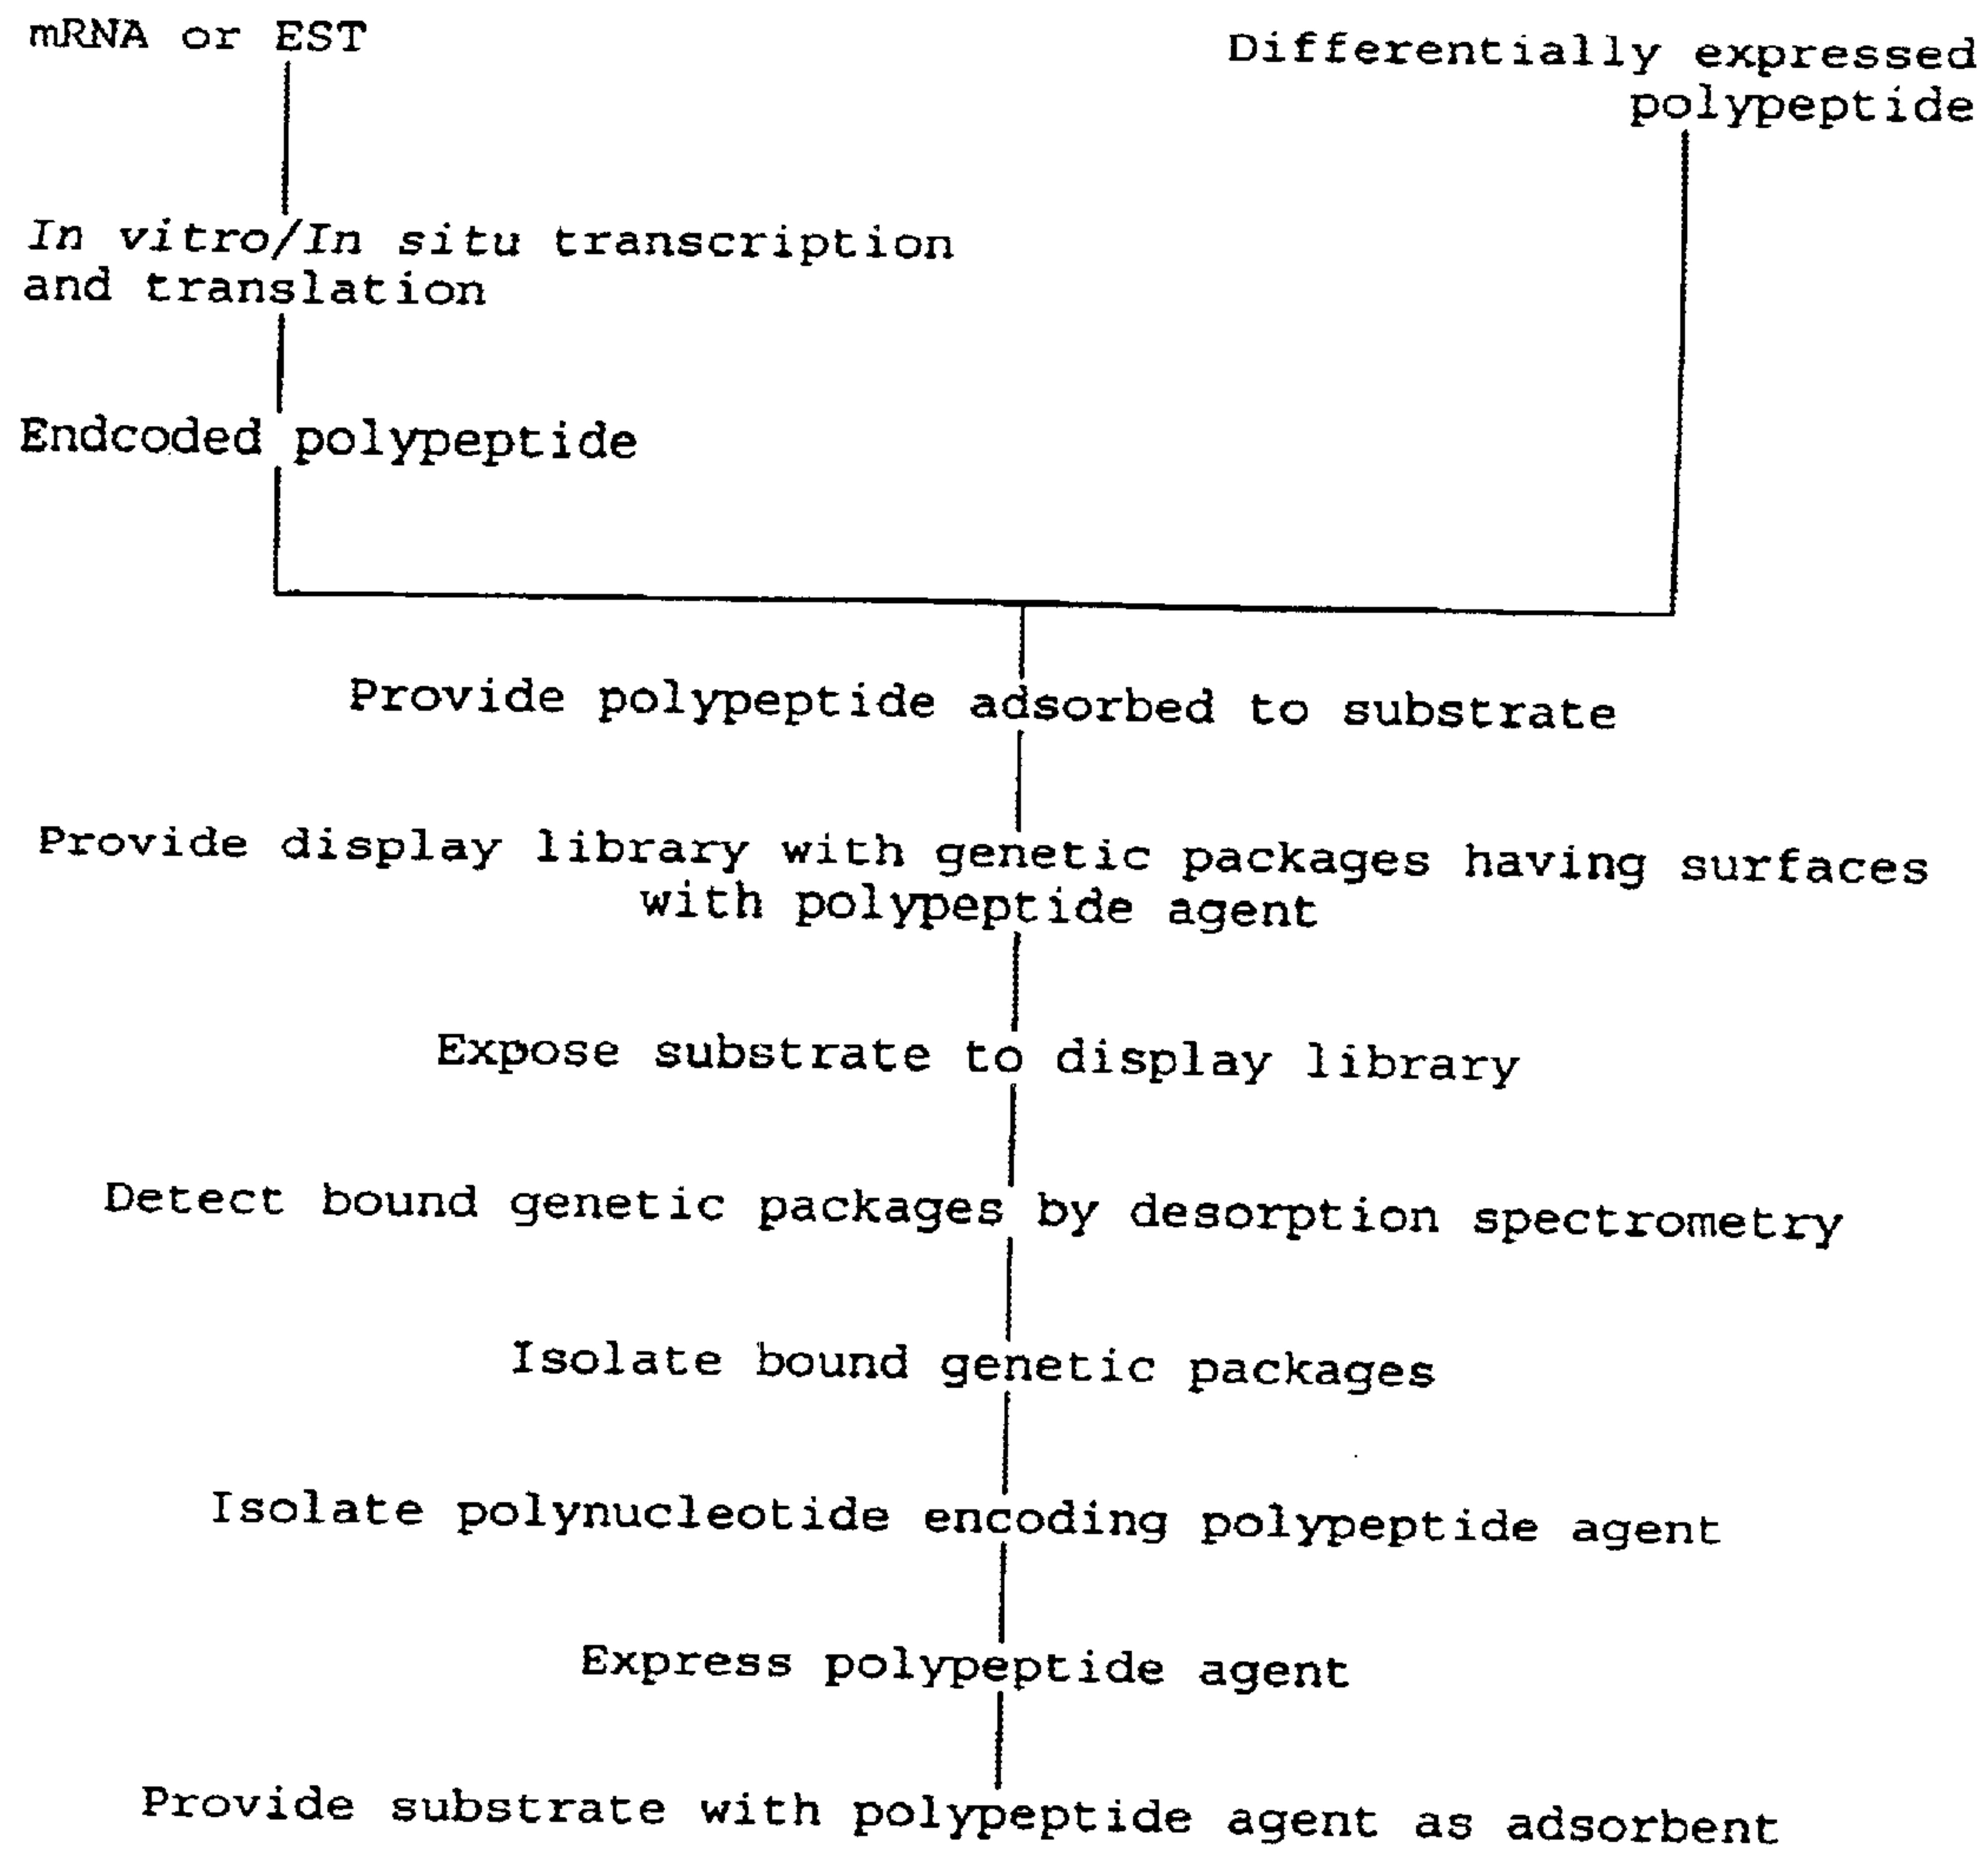 mRNA or EST
Differentially expressed
polypeptide
In vitro/In situ transcription
and translation
Endcoded polypeptide
Provide polypeptide adsorbed to substrate
Provide display library with genetic packages having surfaces
with polypeptide agent
Expose substrate to display library
Detect bound genetic packages by desorption spectrometry
Isolate bound genetic packages
Isolate polynucleotide encoding polypeptide agent
Express polypeptide agent
Provide substrate with polypeptide agent as adsorbent